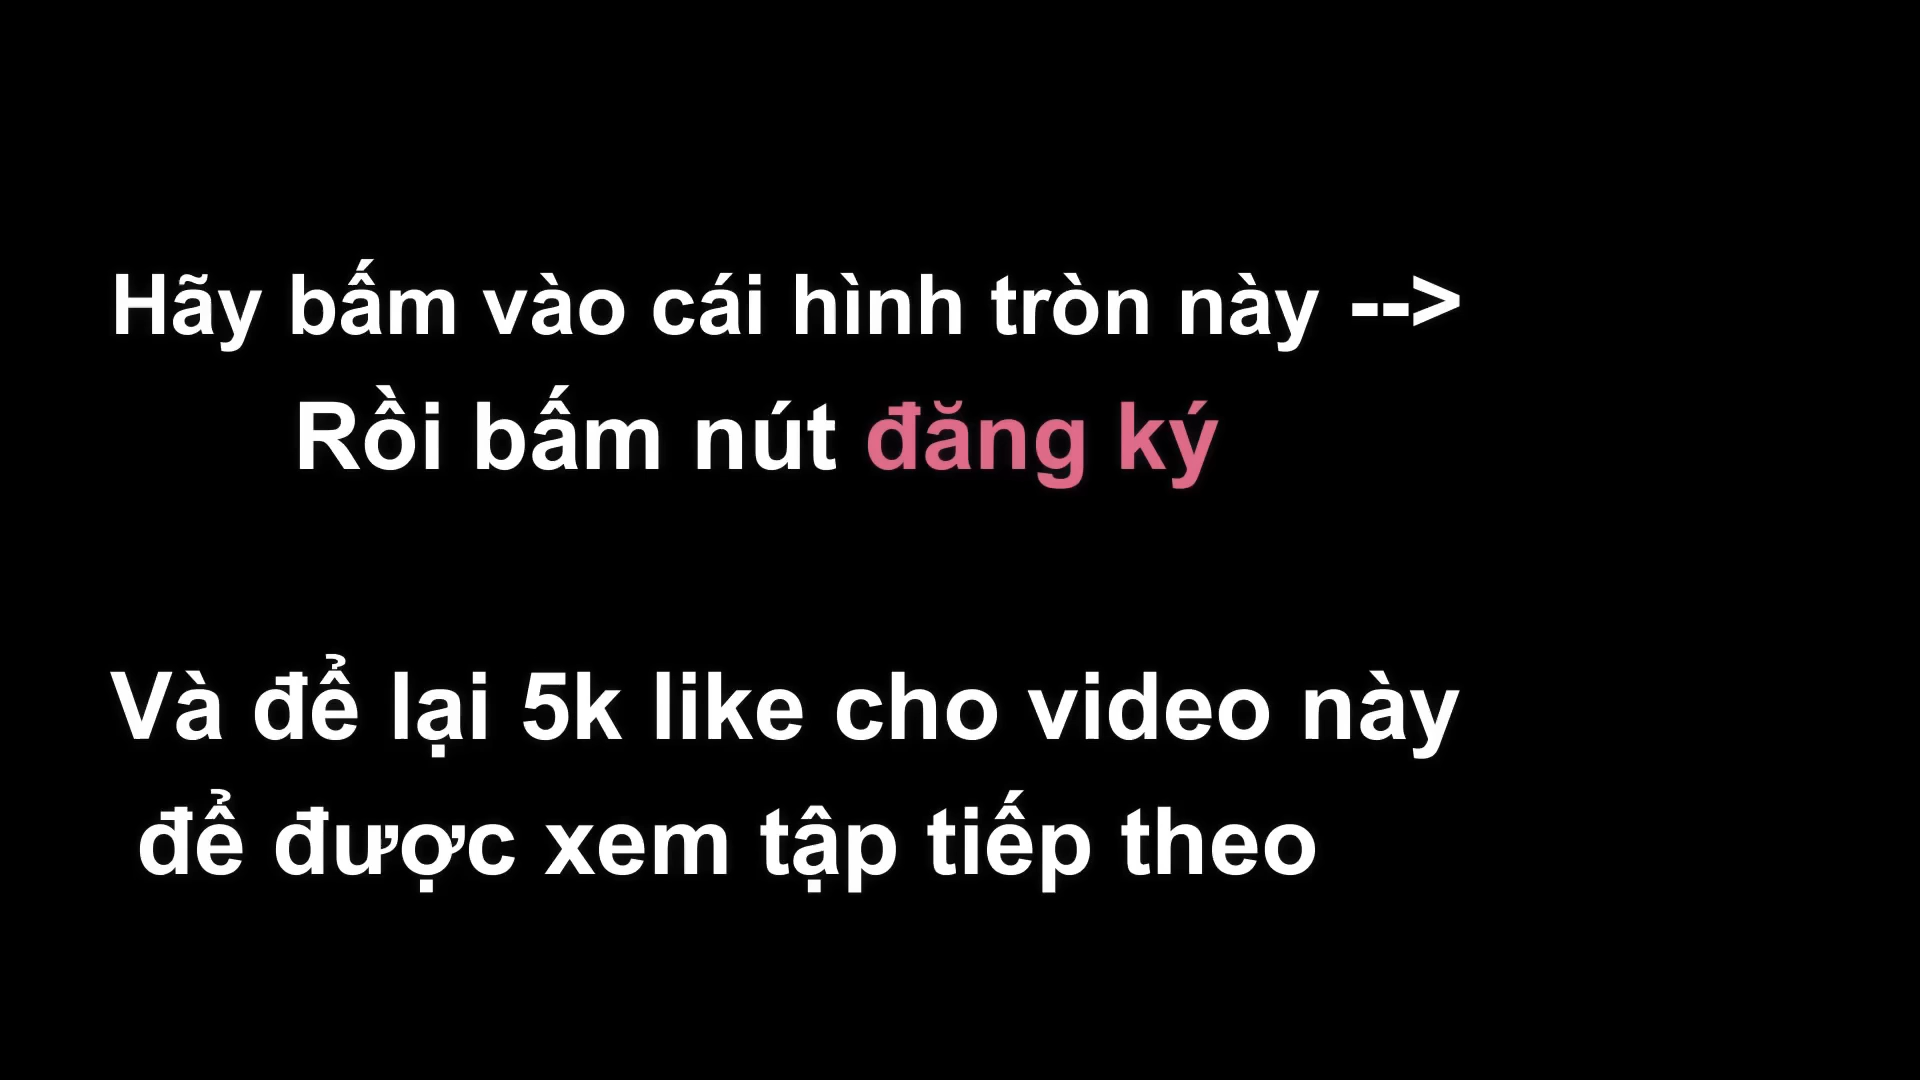 Hãy bấm vào cái hình tròn này -->
Rồi bấm nút đăng ký
Và để lại 5k like cho video này
để được xem tập tiếp theo